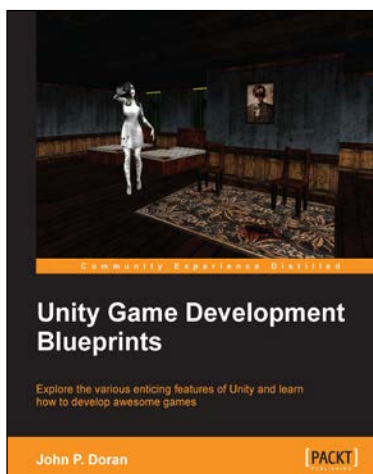 Community Experience Distilled
Unity Game Development
Blueprints
Explore the various enticing features of Unity and learn
how to develop awesome games
John P. Doran
[PACKT]
PUBLISHING